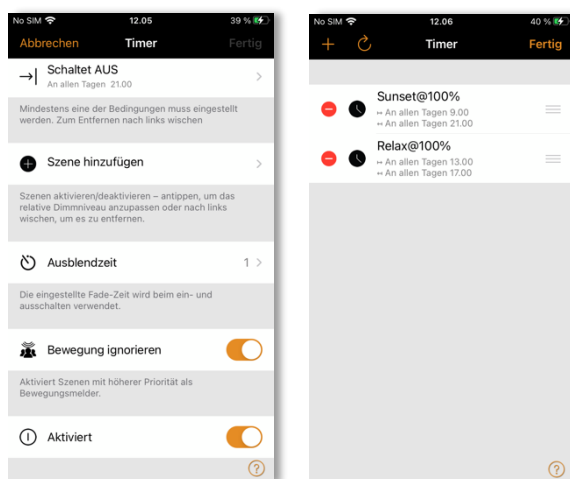 No SIM 12.05 39 %
Abbrechen Timer Fertig
Schaltet AUS
An allen Tagen 21.00
Mindestens eine der Bedingungen muss eingestellt
werden. Zum Entfernen nach links wischen
Szene hinzufügen
Szenen aktivieren/deaktivieren – antippen, um das
relative Dimmniveau anzupassen oder nach links
wischen, um es zu entfernen.
Ausblendzeit 1
Die eingestellte Fade-Zeit wird beim ein- und
ausschalten verwendet.
Bewegung ignorieren
Aktiviert Szenen mit höherer Priorität als
Bewegungsmelder.
Aktiviert
?
No SIM 12.06 40 %
Timer Fertig
Sunset@100%
↦ An allen Tagen 9.00
↦ An allen Tagen 21.00
Relax@100%
↦ An allen Tagen 13.00
↦ An allen Tagen 17.00
?